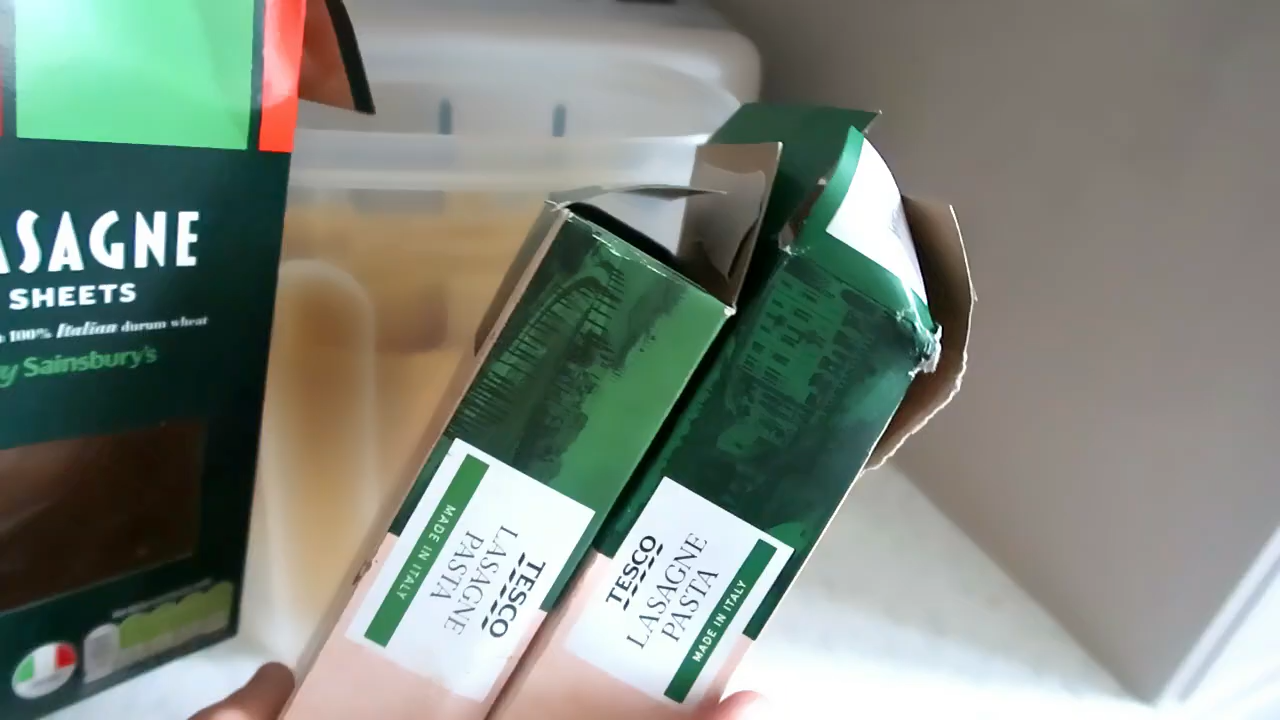 ASAGNE
SHEETS
100% Italian durum wheat
by Sainsbury's
TESCO
LASAGNE
PASTA
MADE IN ITALY
TESCO
LASAGNE
PASTA
MADE IN ITALY